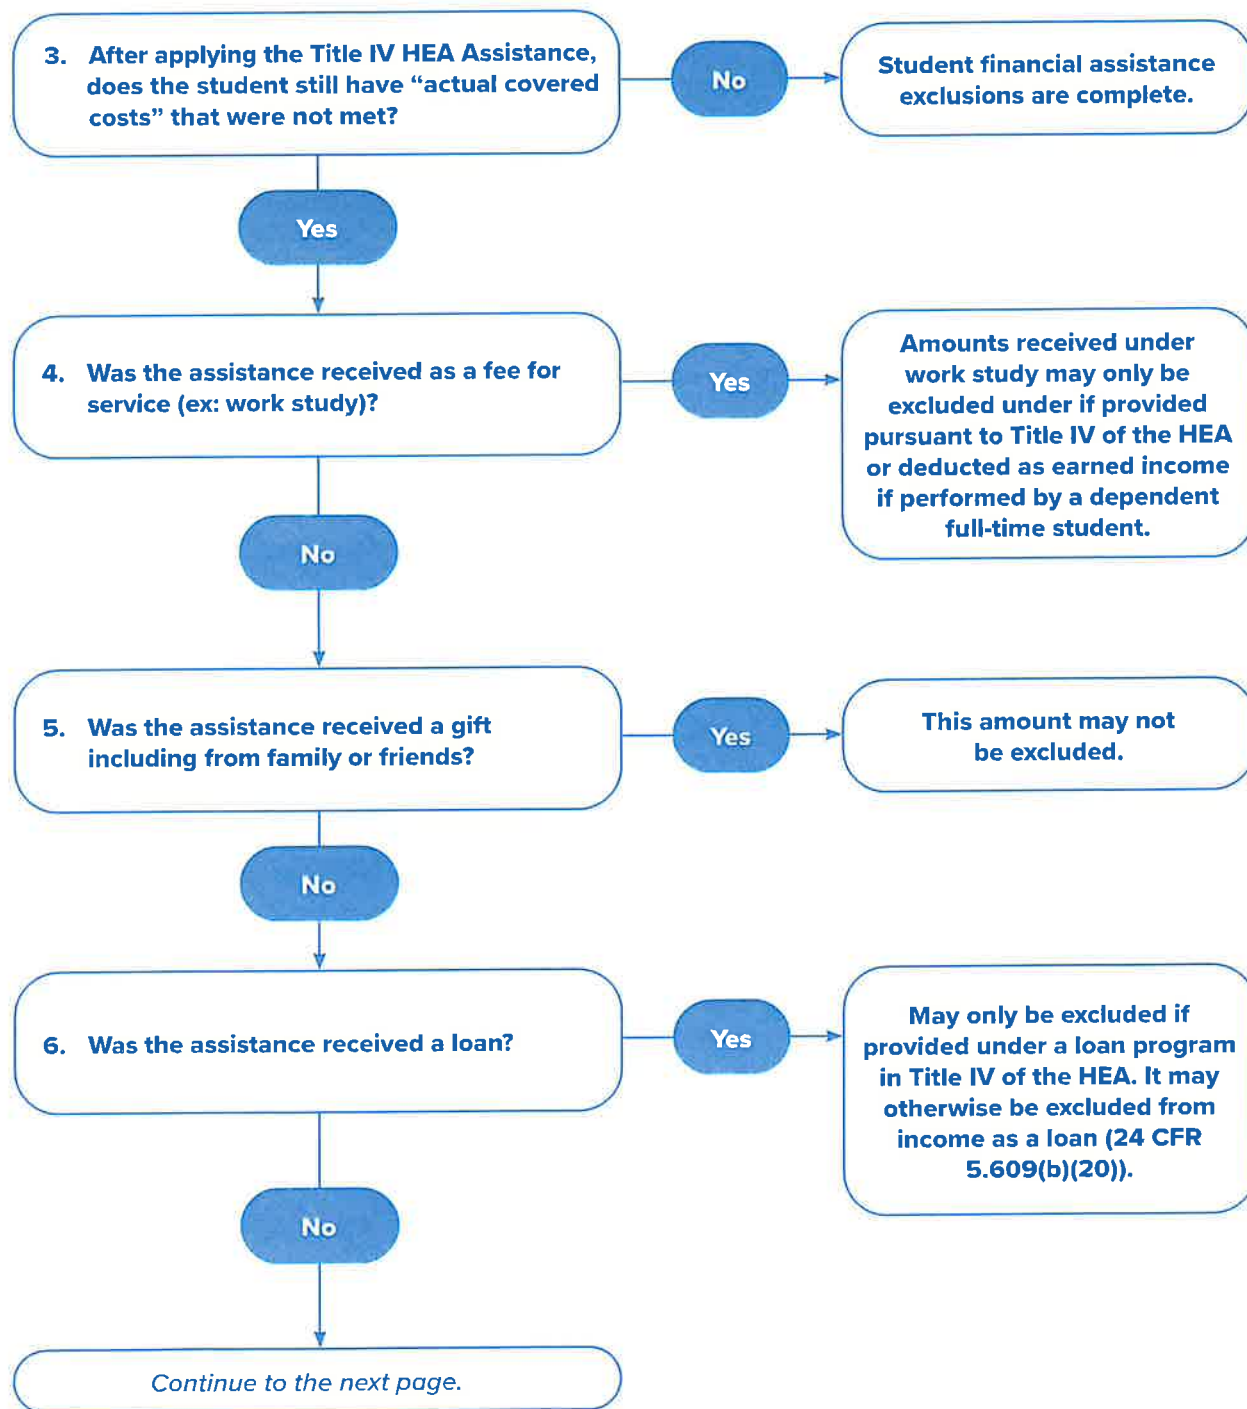 3. After applying the Title IV HEA Assistance,
does the student still have “actual covered
costs” that were not met?
No
Student financial assistance
exclusions are complete.
Yes
4. Was the assistance received as a fee for
service (ex: work study)?
Yes
Amounts received under
work study may only be
excluded under if provided
pursuant to Title IV of the HEA
or deducted as earned income
if performed by a dependent
full-time student.
No
5. Was the assistance received a gift
including from family or friends?
Yes
This amount may not
be excluded.
No
6. Was the assistance received a loan?
Yes
May only be excluded if
provided under a loan program
in Title IV of the HEA. It may
otherwise be excluded from
income as a loan (24 CFR
5.609(b)(20)).
No
Continue to the next page.